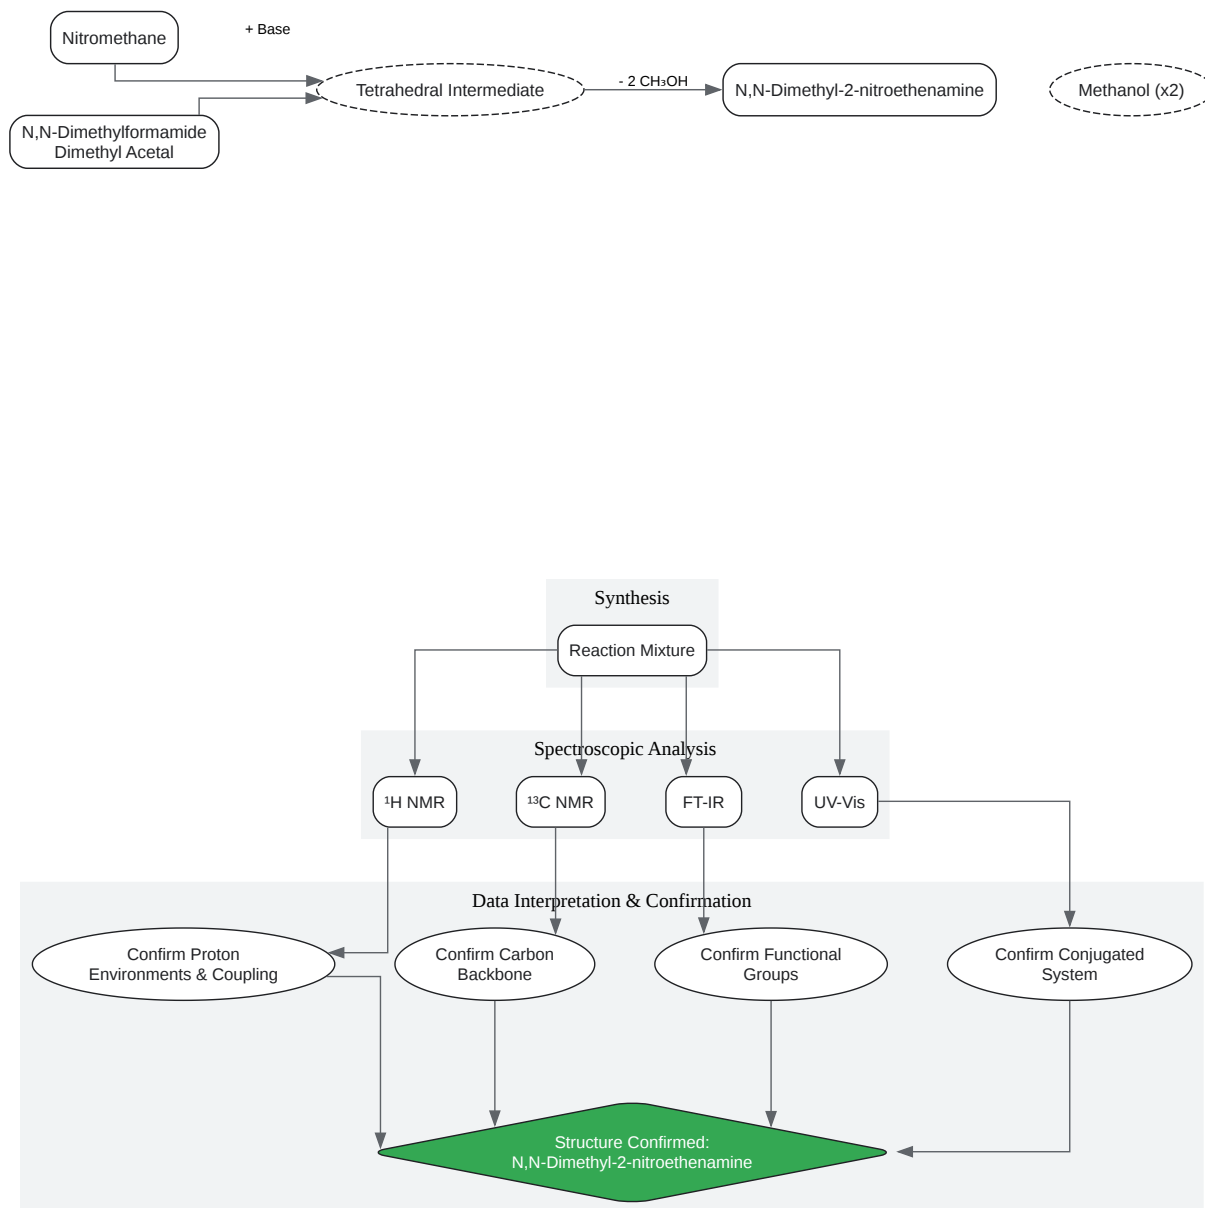 Nitromethane
+ Base
N,N-Dimethylformamide
Dimethyl Acetal
Tetrahedral Intermediate
- 2 CH₃OH
N,N-Dimethyl-2-nitroethenamine
Methanol (x2)
Synthesis
Reaction Mixture
Spectroscopic Analysis
¹H NMR
¹³C NMR
FT-IR
UV-Vis
Data Interpretation & Confirmation
Confirm Proton
Environments & Coupling
Confirm Carbon
Backbone
Confirm Functional
Groups
Confirm Conjugated
System
Structure Confirmed:
N,N-Dimethyl-2-nitroethenamine